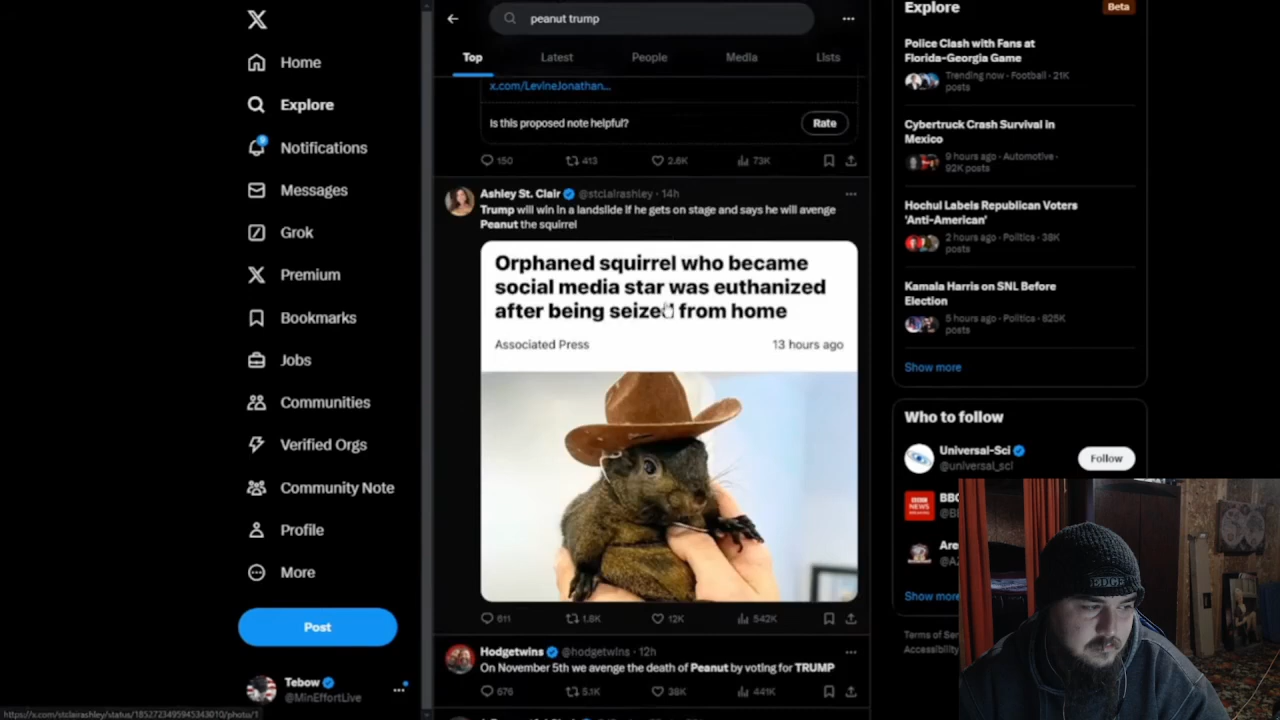 Home
Explore
Notifications
9
Messages
Grok
Premium
Bookmarks
Jobs
Communities
Verified Orgs
Community Note
Profile
More
Post
Tebow
@MinEffortLive
https://x.com/stclairashley/status/1852723495945343010/photo/1
peanut trump
Top
Latest
People
Media
Lists
x.com/LevineJonathan...
Is this proposed note helpful?
Rate
150
413
2.6K
73K
Ashley St. Clair @stclairashley · 14h
Trump will win in a landslide if he gets on stage and says he will avenge
Peanut the squirrel
Orphaned squirrel who became
social media star was euthanized
after being seized from home
Associated Press
13 hours ago
611
1.8K
12K
542K
Hodgetwins @hodgetwins · 12h
On November 5th we avenge the death of Peanut by voting for TRUMP
676
5.1K
38K
441K
Explore
Beta
Police Clash with Fans at
Florida-Georgia Game
Trending now · Football · 21K
posts
Cybertruck Crash Survival in
Mexico
9 hours ago · Automotive ·
92K posts
Hochul Labels Republican Voters
'Anti-American'
2 hours ago · Politics · 38K
posts
Kamala Harris on SNL Before
Election
5 hours ago · Politics · 625K
posts
Show more
Who to follow
Universal-Sci
@universal_sci
Follow
BBC
NEWS
BB
@B
Are
@A
Show more
Terms of Ser
Accessibility
EDGE